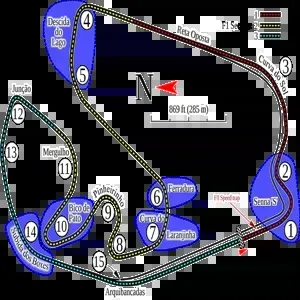 F1 Sectors
1
2
3
4
Descida
do
Lago
Reta Oposta
3
Curva do Sol
5
N
869 ft (285 m)
Junção
12
13
Mergulho
11
Pinheirinho
9
6
Ferradura
2
Senna 'S'
1
Bico de
Pato
10
8
7
Curva do
Laranjinha
F1 Speedtrap
14
Subida dos Boxes
15
Arquibancadas